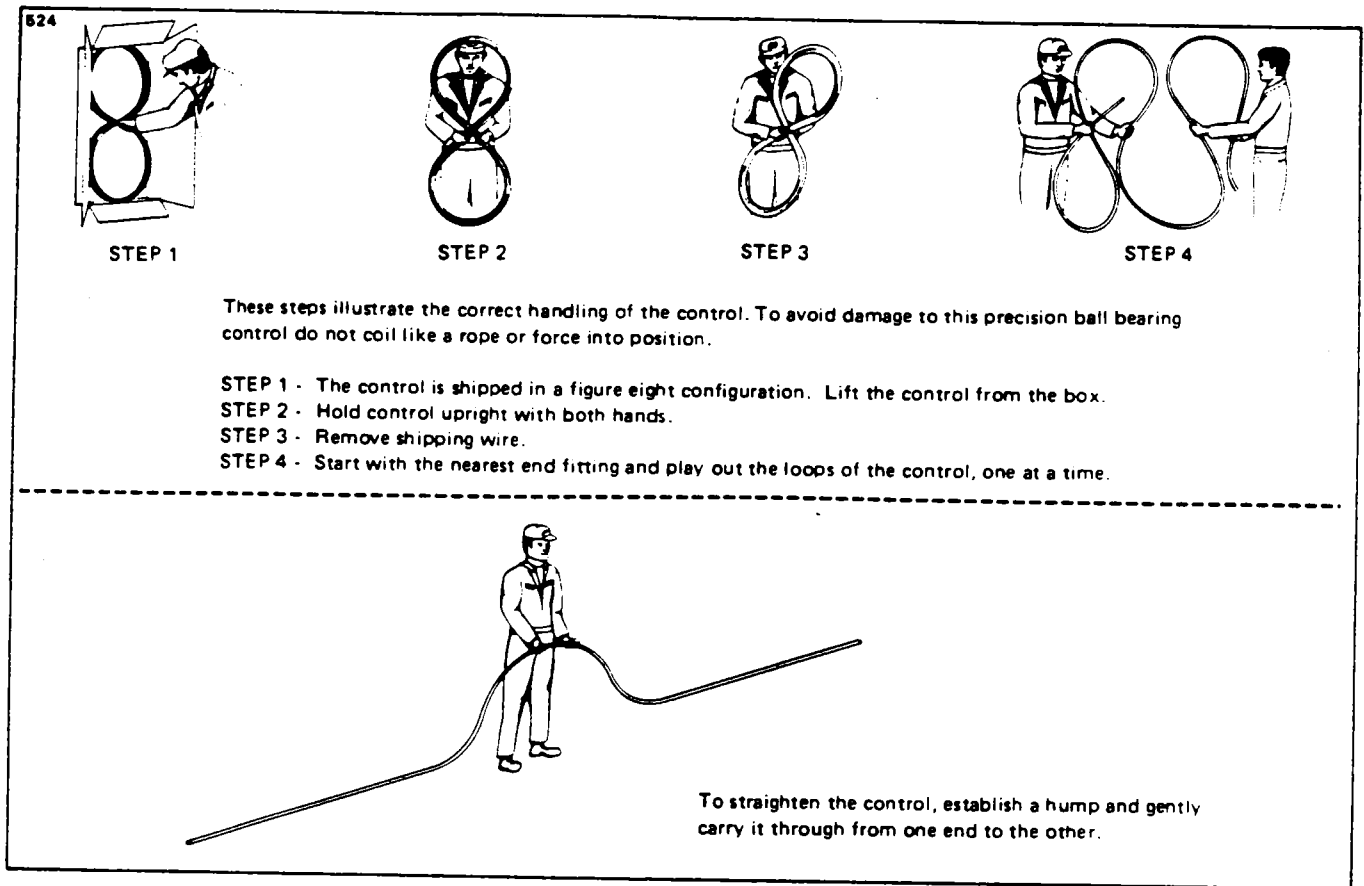 524
STEP 1
STEP 2
STEP 3
STEP 4
These steps illustrate the correct handling of the control. To avoid damage to this precision ball bearing
control do not coil like a rope or force into position.
STEP 1 - The control is shipped in a figure eight configuration. Lift the control from the box.
STEP 2 - Hold control upright with both hands.
STEP 3 - Remove shipping wire.
STEP 4 - Start with the nearest end fitting and play out the loops of the control, one at a time.
To straighten the control, establish a hump and gently
carry it through from one end to the other.